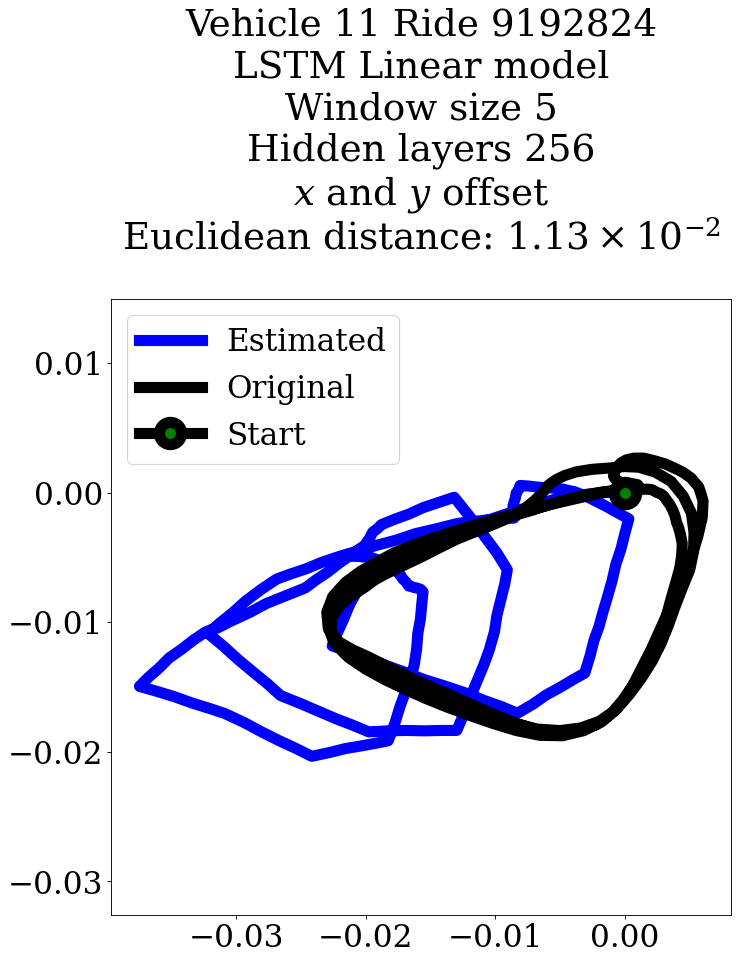 Vehicle 11 Ride 9192824
LSTM Linear model
Window size 5
Hidden layers 256
x and y offset
Euclidean distance: 1.13 × 10⁻²
Estimated
Original
Start
0.01
0.00
−0.01
−0.02
−0.03
−0.03 −0.02 −0.01 0.00